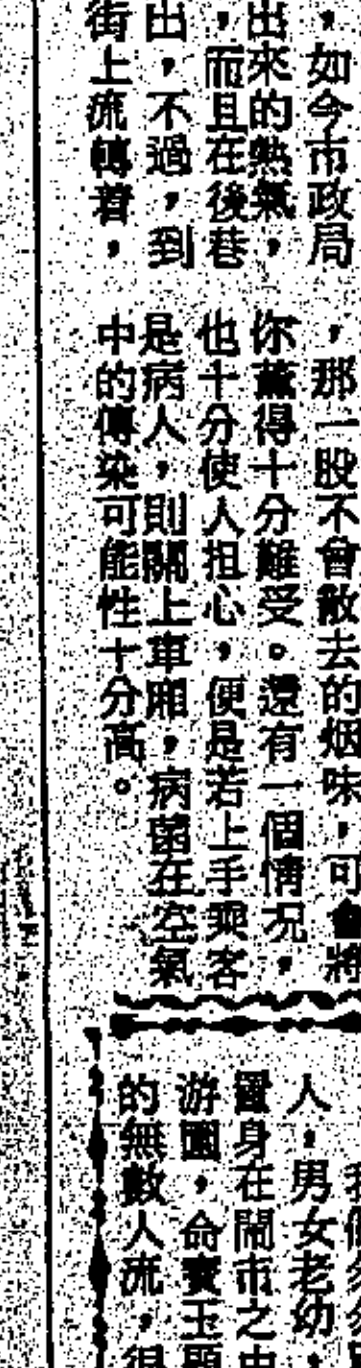 ，如今市政局
出來的熱氣，
，而且在後巷
出，不過，到
街上流轉着，
，那一股不會散去的烟味，可會將
你薰得十分難受。還有一個情況，
也十分使人担心，便是若上手乘客
是病人，則關上車廂，病菌在空氣
中的傳染可能性十分高。
人，男女老幼，
置身在鬧市之中
游園，俞寶玉
的無數人流，